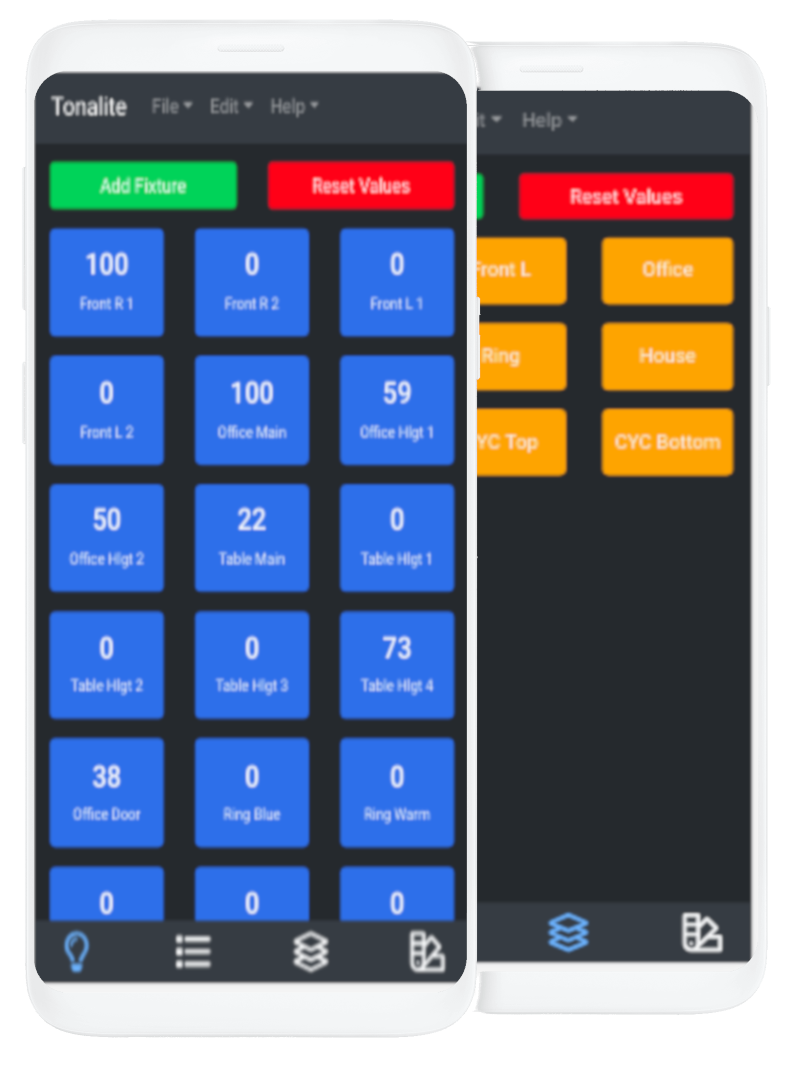 Tonalite File Edit Help
Add Fixture Reset Values
100 0 0
Front R 1 Front R 2 Front L 1
0 100 59
Front L 2 Office Main Office Hlgt 1
50 22 0
Office Hlgt 2 Table Main Table Hlgt 1
0 0 73
Table Hlgt 2 Table Hlgt 3 Table Hlgt 4
38 0 0
Office Door Ring Blue Ring Warm
0 0 0
it Help
Reset Values
Front L Office
Ring House
YC Top CYC Bottom